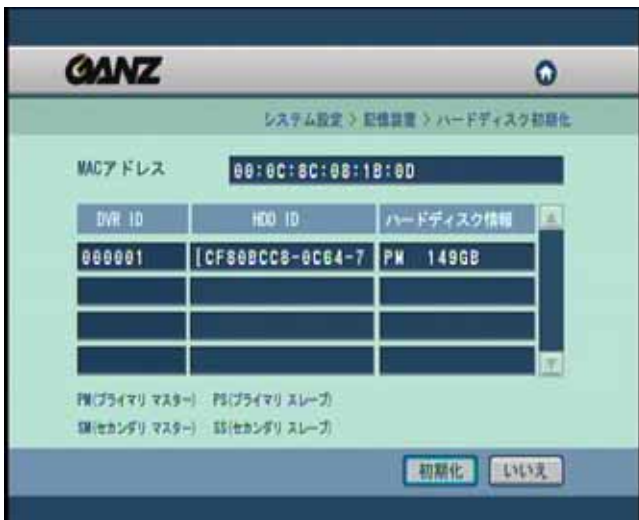 GANZ
システム設定 > 記憶装置 > ハードディスク初期化
MACアドレス 00:0C:8C:08:1B:0D
DVR ID HDD ID ハードディスク情報
000001 [CF80BCC8-0C64-7 PM 149GB
PM(プライマリ マスター) PS(プライマリ スレーブ)
SM(セカンダリ マスター) SS(セカンダリ スレーブ)
初期化 いいえ